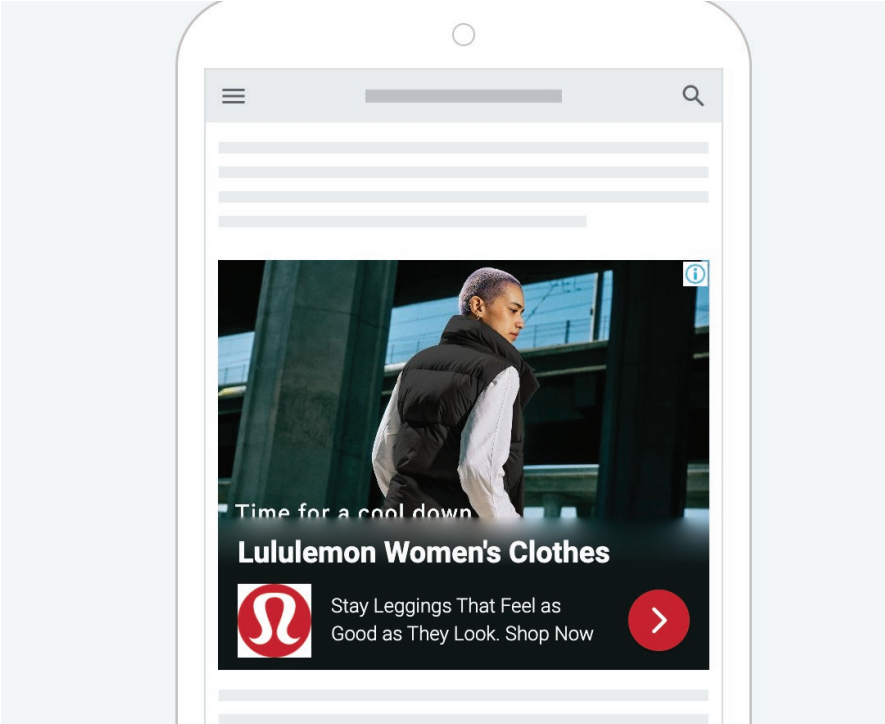 Time for a cool down
Lululemon Women's Clothes
Stay Leggings That Feel as
Good as They Look. Shop Now